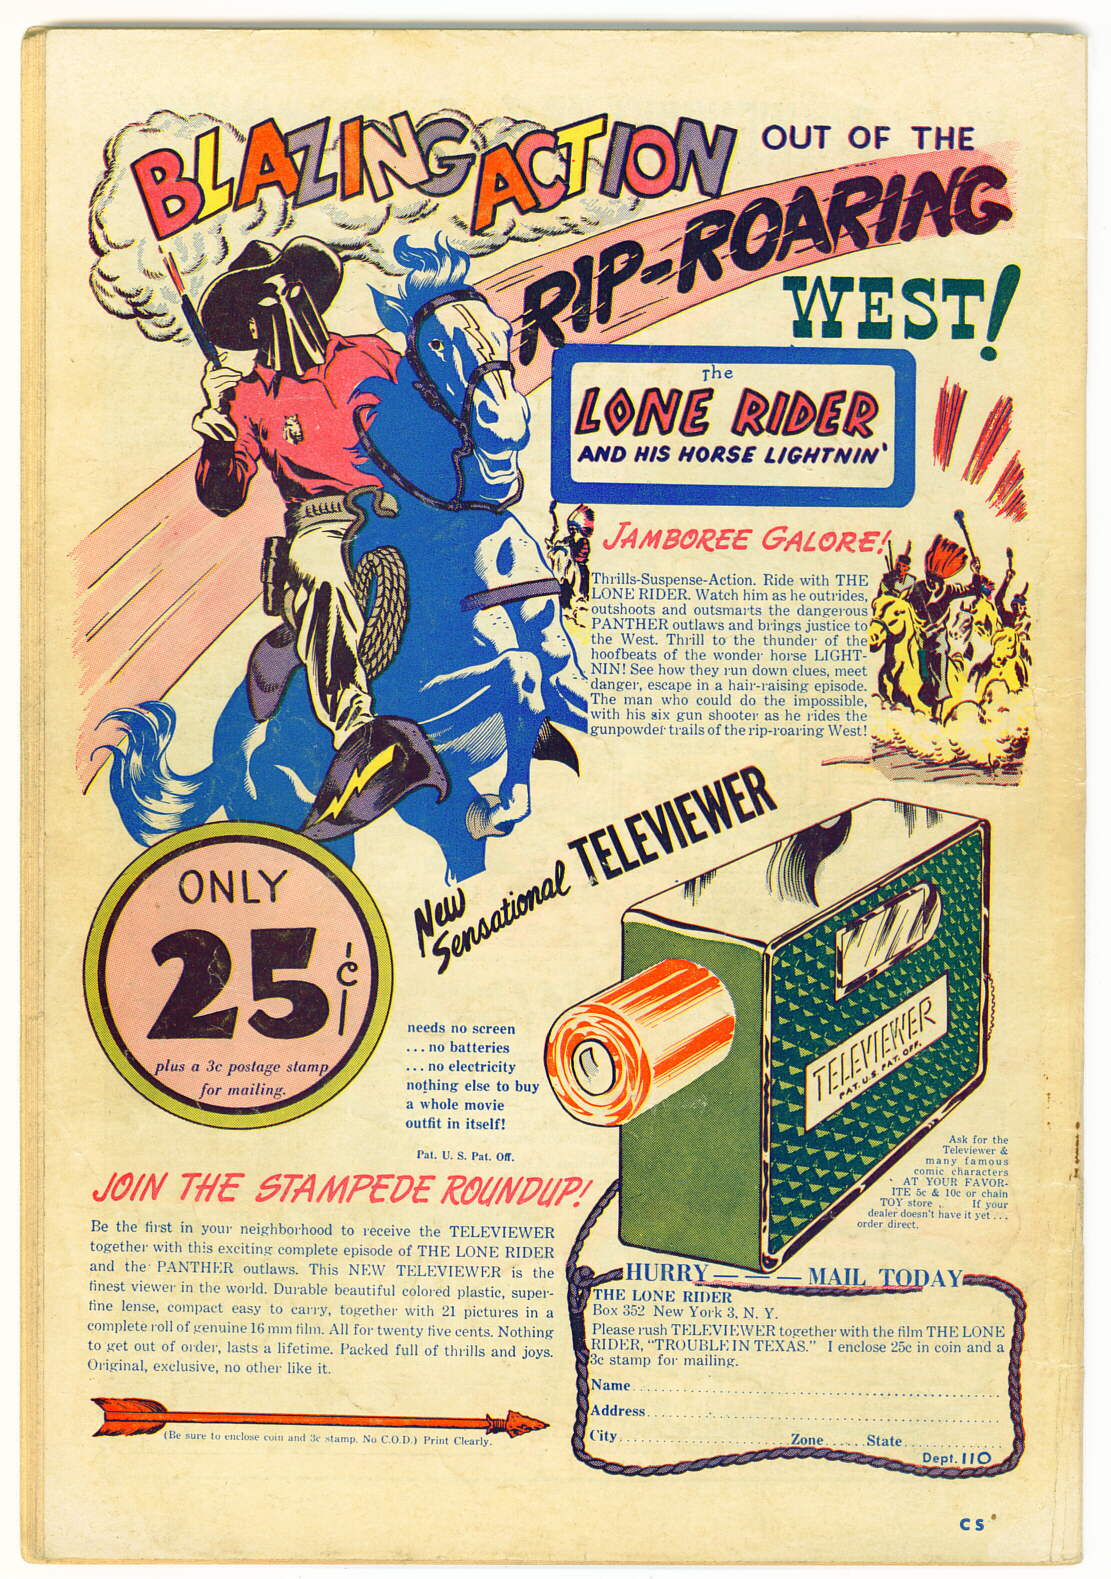 BLAZING ACTION OUT OF THE
RIP-ROARING
WEST!
The
LONE RIDER
AND HIS HORSE LIGHTNIN'
JAMBOREE GALORE!
Thrills-Suspense-Action. Ride with THE
LONE RIDER. Watch him as he outrides,
outshoots and outsmarts the dangerous
PANTHER outlaws and brings justice to
the West. Thrill to the thunder of the
hoofbeats of the wonder horse LIGHT-
NIN! See how they run down clues, meet
danger, escape in a hair-raising episode.
The man who could do the impossible,
with his six gun shooter as he rides the
gunpowder trails of the rip-roaring West!
New
Sensational TELEVIEWER
ONLY
25¢
plus a 3c postage stamp
for mailing.
needs no screen
...no batteries
...no electricity
nothing else to buy
a whole movie
outfit in itself!
Pat. U. S. Pat. Off.
TELEVIEWER
PAT. U.S. PAT. OFF.
Ask for the
Televiewer &
many famous
comic characters
AT YOUR FAVOR-
ITE 5c & 10c or chain
TOY store. If your
dealer doesn't have it yet...
order direct.
JOIN THE STAMPEDE ROUNDUP!
Be the first in your neighborhood to receive the TELEVIEWER
together with this exciting complete episode of THE LONE RIDER
and the PANTHER outlaws. This NEW TELEVIEWER is the
finest viewer in the world. Durable beautiful colored plastic, super-
fine lense, compact easy to carry, together with 21 pictures in a
complete roll of genuine 16 mm film. All for twenty five cents. Nothing
to get out of order, lasts a lifetime. Packed full of thrills and joys.
Original, exclusive, no other like it.
(Be sure to enclose coin and 3c stamp. No C.O.D.) Print Clearly.
HURRY — — — MAIL TODAY
THE LONE RIDER
Box 352 New York 3, N. Y.
Please rush TELEVIEWER together with the film THE LONE
RIDER, "TROUBLE IN TEXAS." I enclose 25c in coin and a
3c stamp for mailing.
Name
Address
City Zone State
Dept. 110
CS